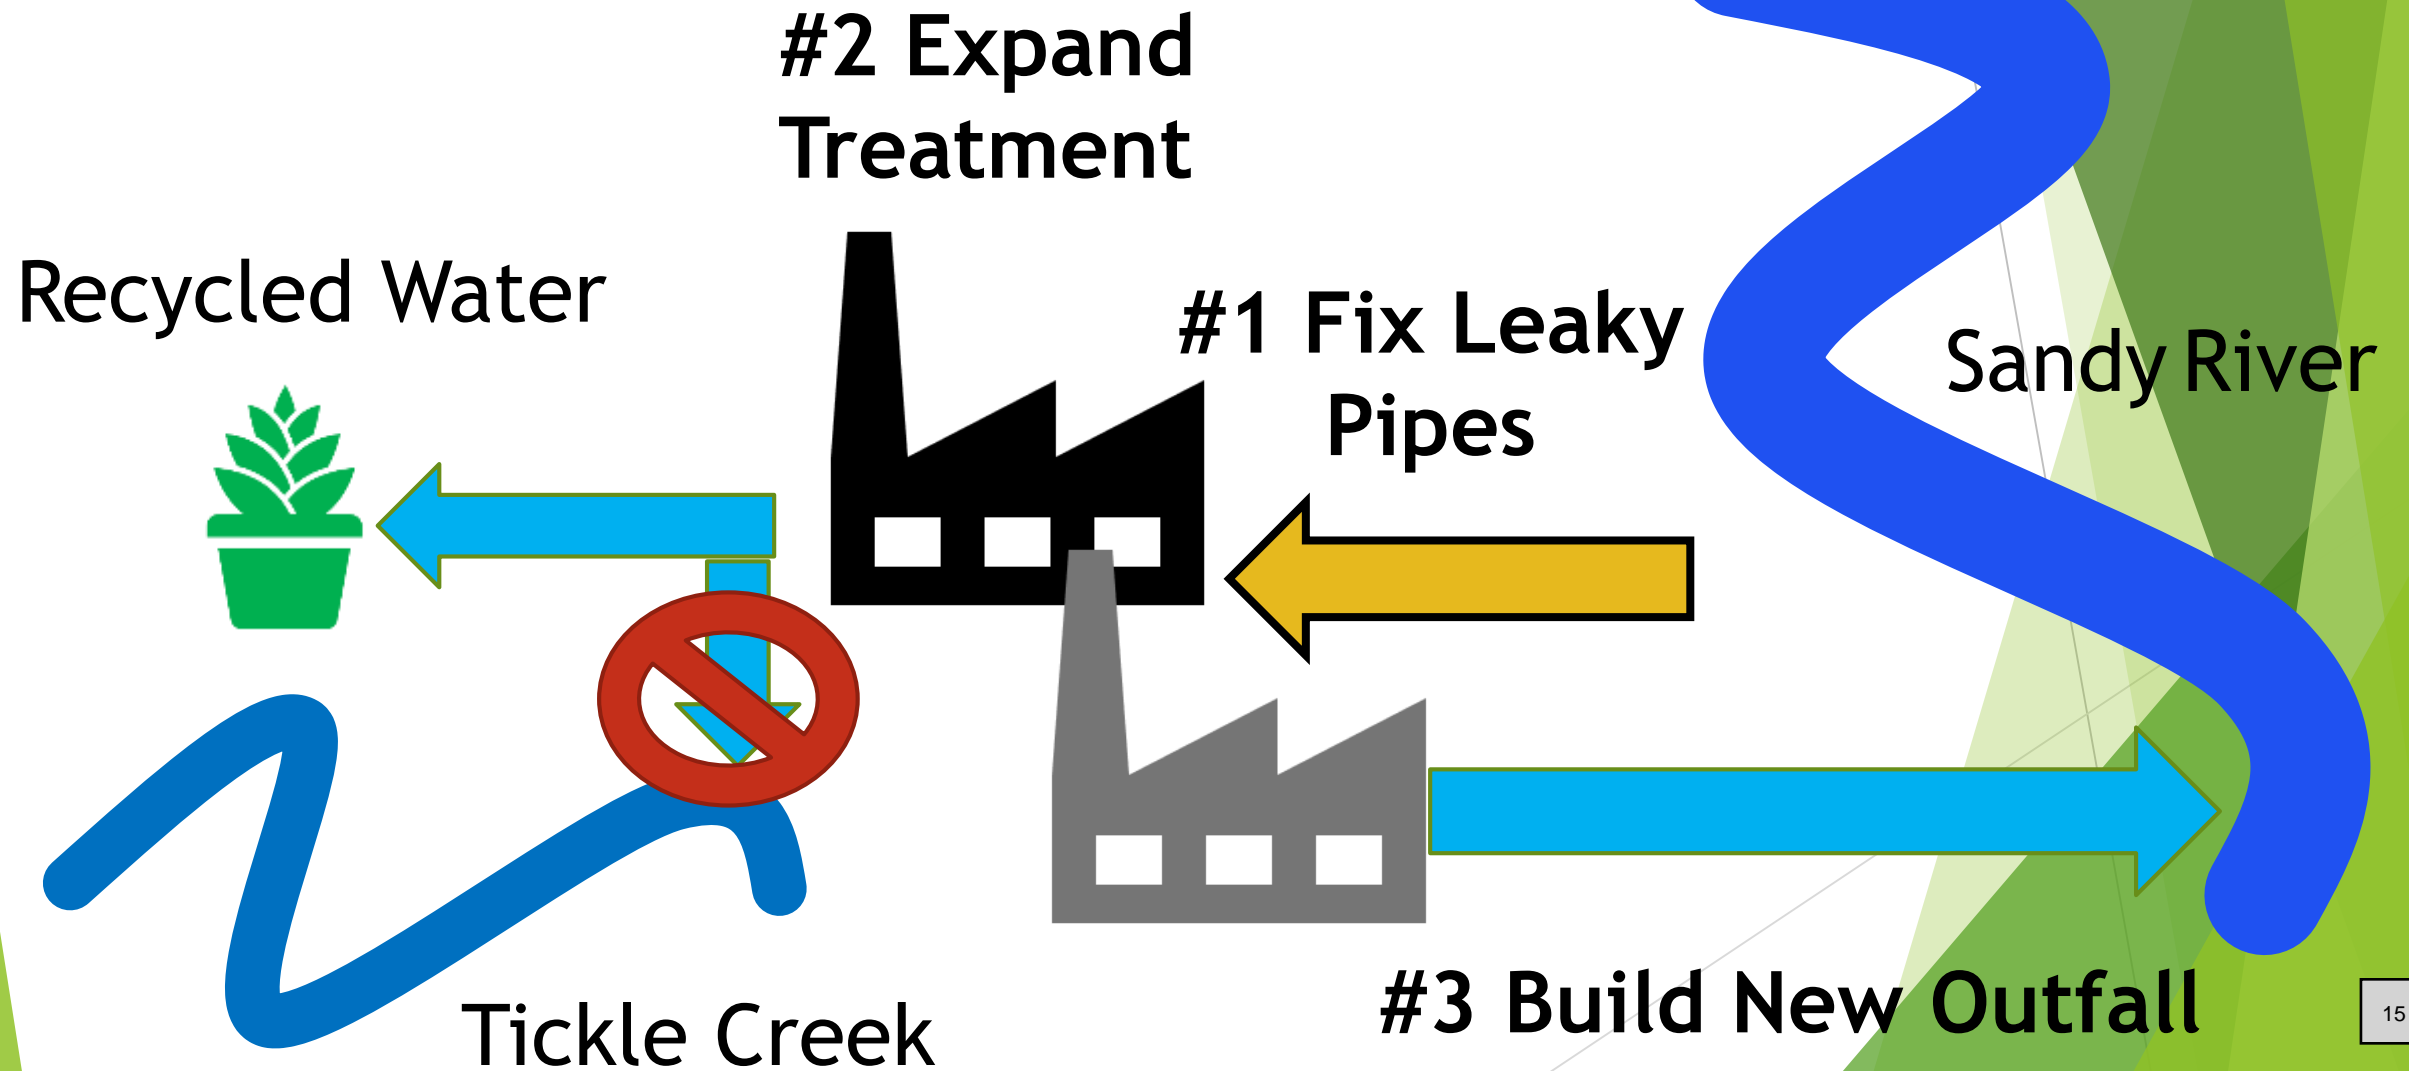 #2 Expand
Treatment
Recycled Water
#1 Fix Leaky
Pipes
Sandy River
#3 Build New Outfall
Tickle Creek
15